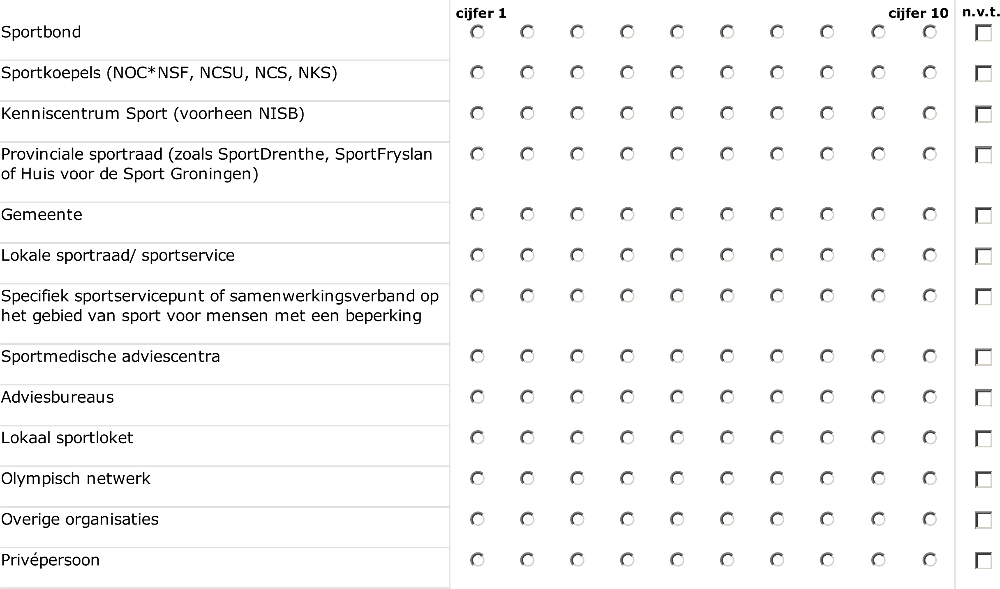 cijfer 1 cijfer 10 n.v.t.
Sportbond
Sportkoepels (NOC*NSF, NCSU, NCS, NKS)
Kenniscentrum Sport (voorheen NISB)
Provinciale sportraad (zoals SportDrenthe, SportFryslan
of Huis voor de Sport Groningen)
Gemeente
Lokale sportraad/ sportservice
Specifiek sportservicepunt of samenwerkingsverband op
het gebied van sport voor mensen met een beperking
Sportmedische adviescentra
Adviesbureaus
Lokaal sportloket
Olympisch netwerk
Overige organisaties
Privépersoon